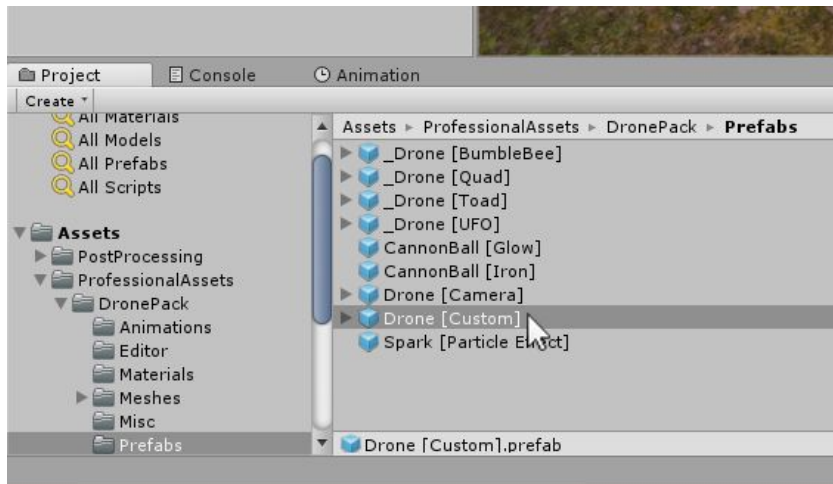 Project Console Animation
Create
All Materials
All Models
All Prefabs
All Scripts
Assets
PostProcessing
ProfessionalAssets
DronePack
Animations
Editor
Materials
Meshes
Misc
Prefabs
Assets ▸ ProfessionalAssets ▸ DronePack ▸ Prefabs
_Drone [BumbleBee]
_Drone [Quad]
_Drone [Toad]
_Drone [UFO]
CannonBall [Glow]
CannonBall [Iron]
Drone [Camera]
Drone [Custom]
Spark [Particle Effect]
Drone [Custom].prefab